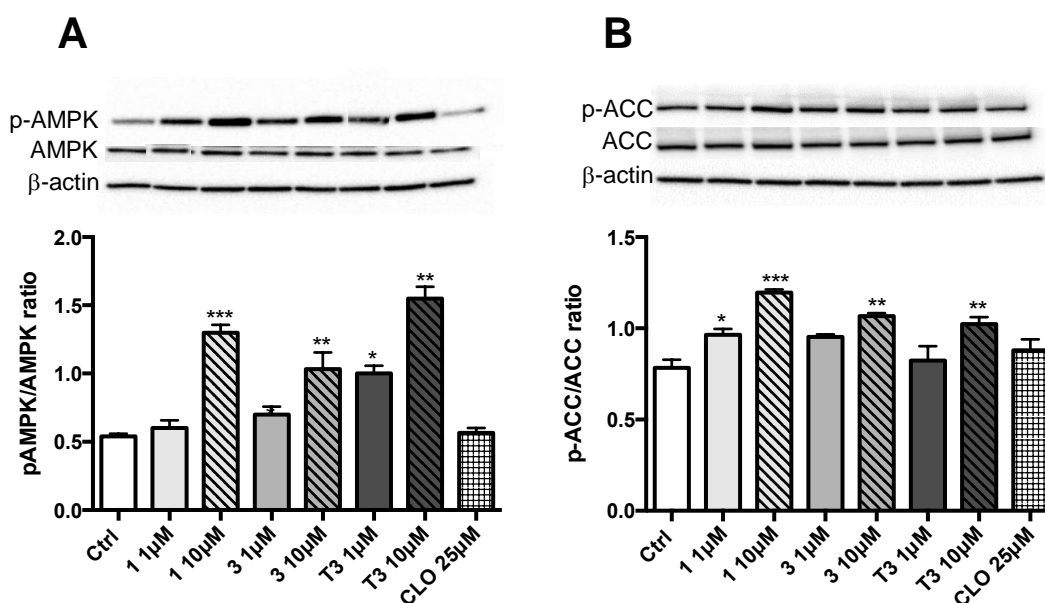 A
p-AMPK
AMPK
β-actin
pAMPK/AMPK ratio
2.0
1.5
1.0
0.5
0.0
***
**
*
**
Ctrl
1 1µM
1 10µM
3 1µM
3 10µM
T3 1µM
T3 10µM
CLO 25µM
B
p-ACC
ACC
β-actin
p-ACC/ACC ratio
1.5
1.0
0.5
0.0
*
***
**
**
Ctrl
1 1µM
1 10µM
3 1µM
3 10µM
T3 1µM
T3 10µM
CLO 25µM